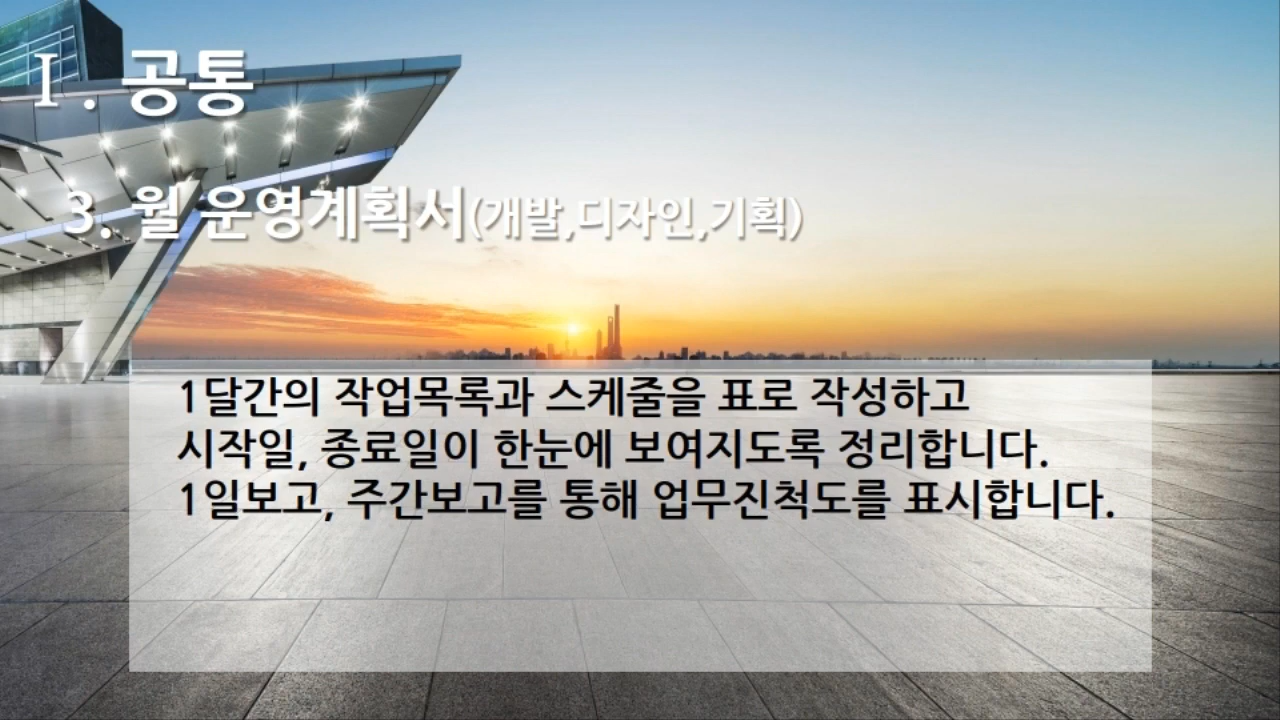 Ⅰ. 공통
3. 월 운영계획서(개발,디자인,기획)
1달간의 작업목록과 스케줄을 표로 작성하고
시작일, 종료일이 한눈에 보여지도록 정리합니다.
1일보고, 주간보고를 통해 업무진척도를 표시합니다.